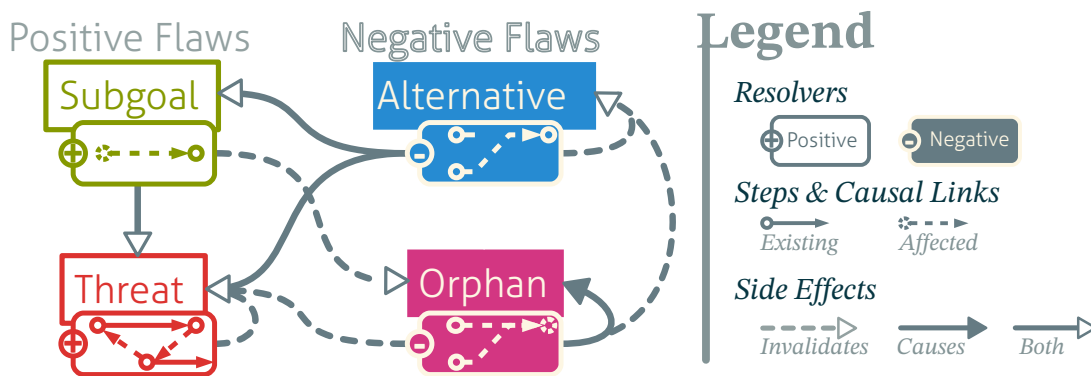 Positive Flaws
Negative Flaws
Subgoal
Alternative
Threat
Orphan
Legend
Resolvers
Positive
Negative
Steps & Causal Links
Existing
Affected
Side Effects
Invalidates
Causes
Both